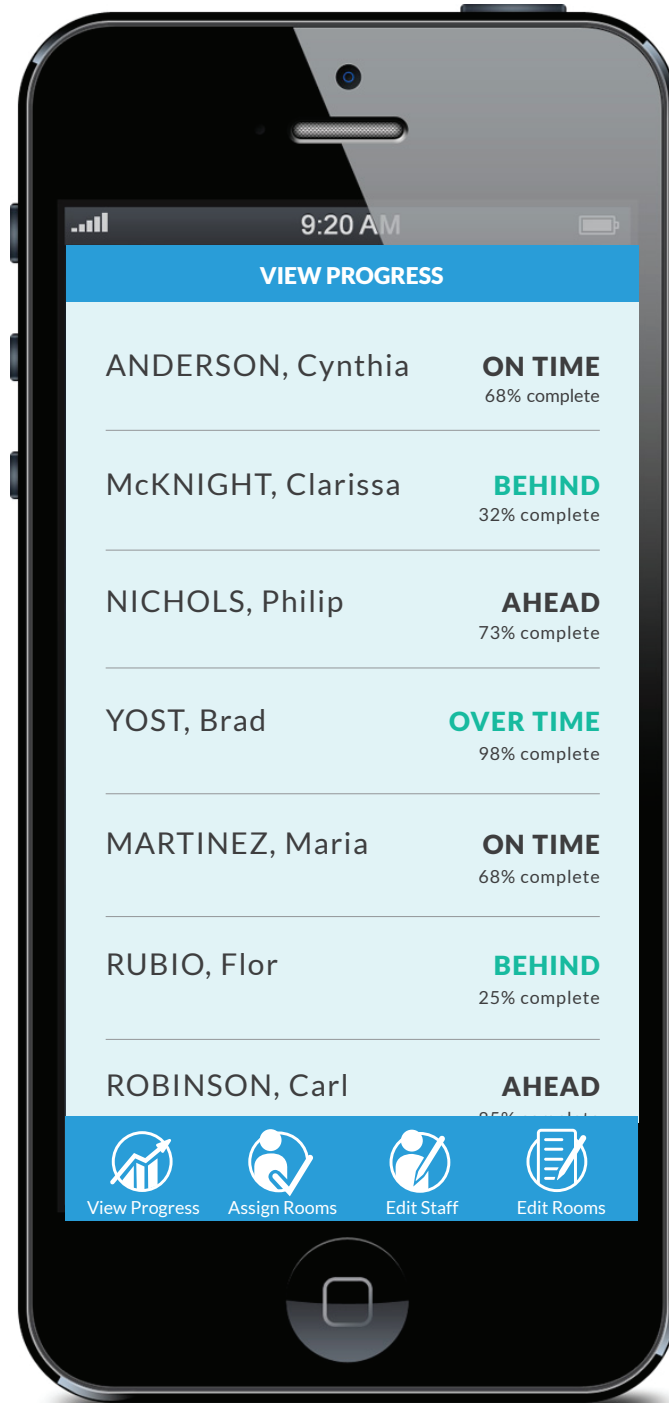 9:20 AM
VIEW PROGRESS
ANDERSON, Cynthia ON TIME
68% complete
McKNIGHT, Clarissa BEHIND
32% complete
NICHOLS, Philip AHEAD
73% complete
YOST, Brad OVER TIME
98% complete
MARTINEZ, Maria ON TIME
68% complete
RUBIO, Flor BEHIND
25% complete
ROBINSON, Carl AHEAD
View Progress Assign Rooms Edit Staff Edit Rooms